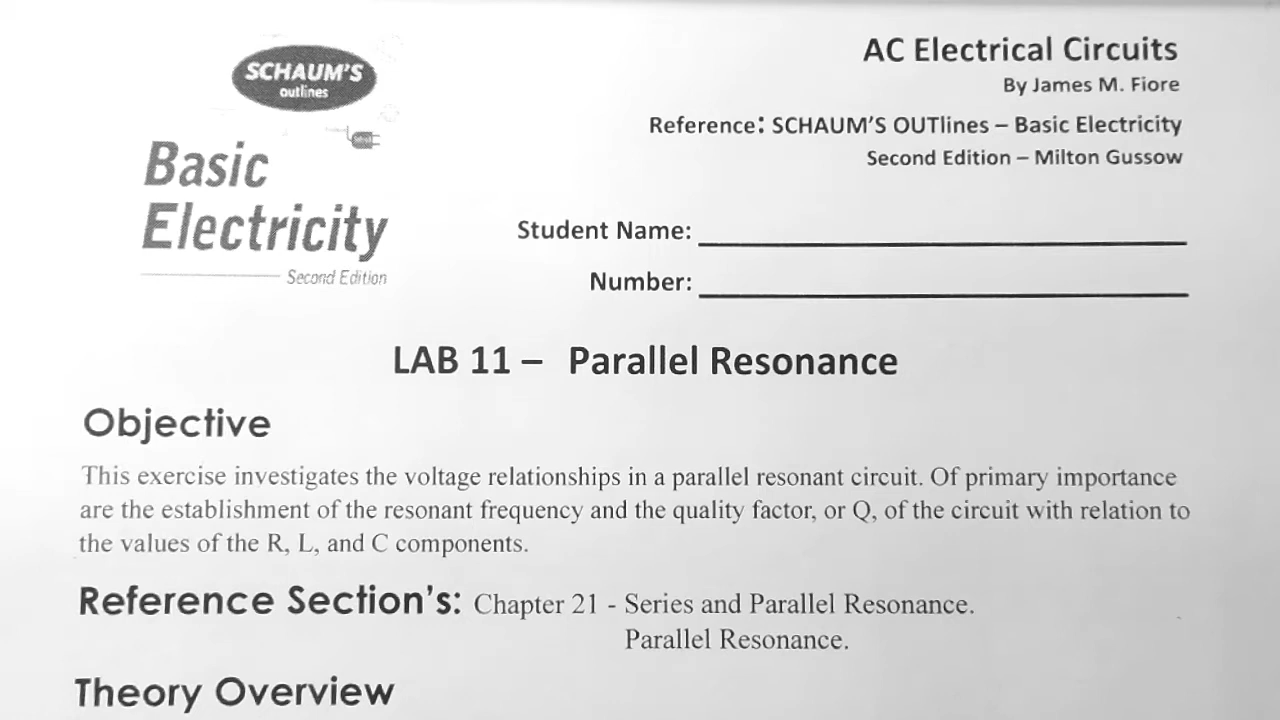 SCHAUM'S
outlines
Basic
Electricity
Second Edition
AC Electrical Circuits
By James M. Fiore
Reference: SCHAUM'S OUTlines – Basic Electricity
Second Edition – Milton Gussow
Student Name:
Number:
LAB 11 – Parallel Resonance
Objective
This exercise investigates the voltage relationships in a parallel resonant circuit. Of primary importance
are the establishment of the resonant frequency and the quality factor, or Q, of the circuit with relation to
the values of the R, L, and C components.
Reference Section's: Chapter 21 - Series and Parallel Resonance.
Parallel Resonance.
Theory Overview